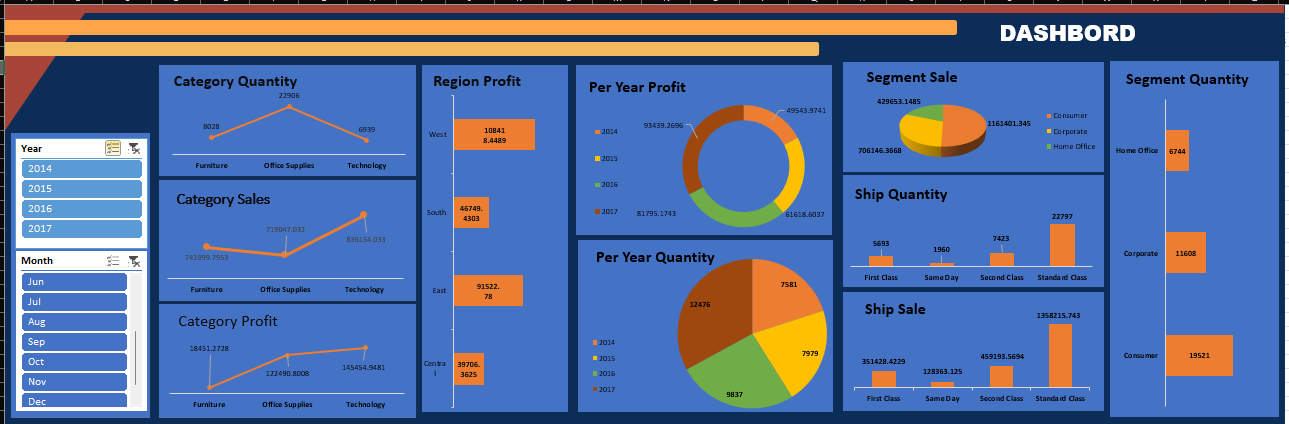 DASHBORD
Year
2014
2015
2016
2017
Month
Jun
Jul
Aug
Sep
Oct
Nov
Dec
Category Quantity
22906
8028
6939
Furniture
Office Supplies
Technology
Category Sales
719047.032
836154.033
741999.7953
Furniture
Office Supplies
Technology
Category Profit
18451.2728
122490.8008
145454.9481
Furniture
Office Supplies
Technology
Region Profit
West
10841
8.4489
South
46749.
4303
East
91522.
78
Centra
l
39706.
3625
Per Year Profit
49543.9741
93439.2696
2014
2015
2016
2017
81795.1743
61618.6037
Per Year Quantity
7581
12476
2014
2015
2016
2017
7979
9837
Segment Sale
429653.1485
1161401.345
706146.3668
Consumer
Corporate
Home Office
Ship Quantity
22797
5693
1960
7423
First Class
Same Day
Second Class
Standard Class
Ship Sale
1358215.743
351428.4229
128363.125
459193.5694
First Class
Same Day
Second Class
Standard Class
Segment Quantity
Home Office
6744
Corporate
11608
Consumer
19521